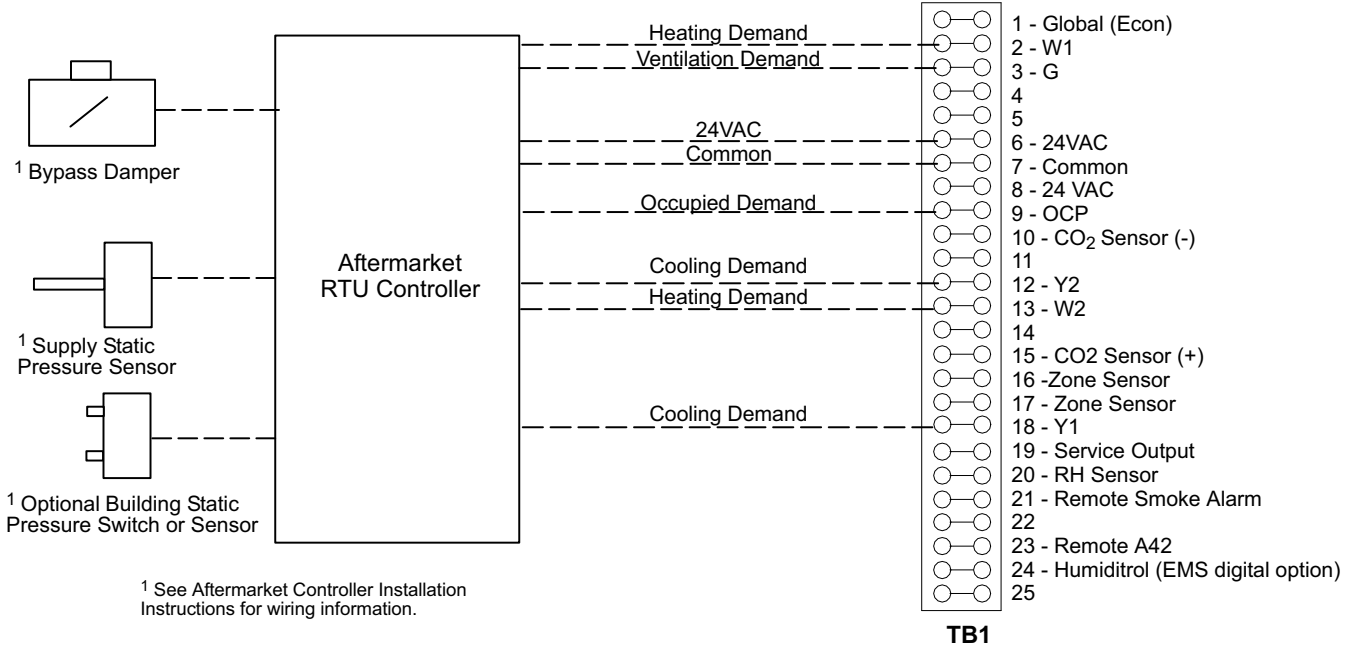 1 Bypass Damper
1 Supply Static
Pressure Sensor
1 Optional Building Static
Pressure Switch or Sensor
Aftermarket
RTU Controller
1 See Aftermarket Controller Installation
Instructions for wiring information.
Heating Demand
Ventilation Demand
24VAC
Common
Occupied Demand
Cooling Demand
Heating Demand
Cooling Demand
1 - Global (Econ)
2 - W1
3 - G
4
5
6 - 24VAC
7 - Common
8 - 24 VAC
9 - OCP
10 - CO2 Sensor (-)
11
12 - Y2
13 - W2
14
15 - CO2 Sensor (+)
16 -Zone Sensor
17 - Zone Sensor
18 - Y1
19 - Service Output
20 - RH Sensor
21 - Remote Smoke Alarm
22
23 - Remote A42
24 - Humiditrol (EMS digital option)
25
TB1